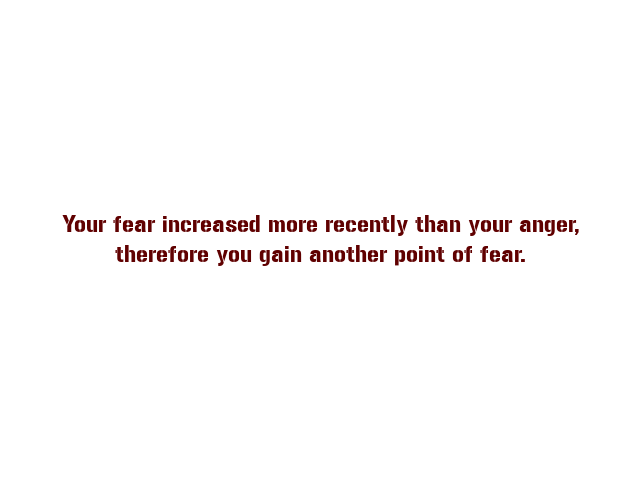 Your fear increased more recently than your anger,
therefore you gain another point of fear.